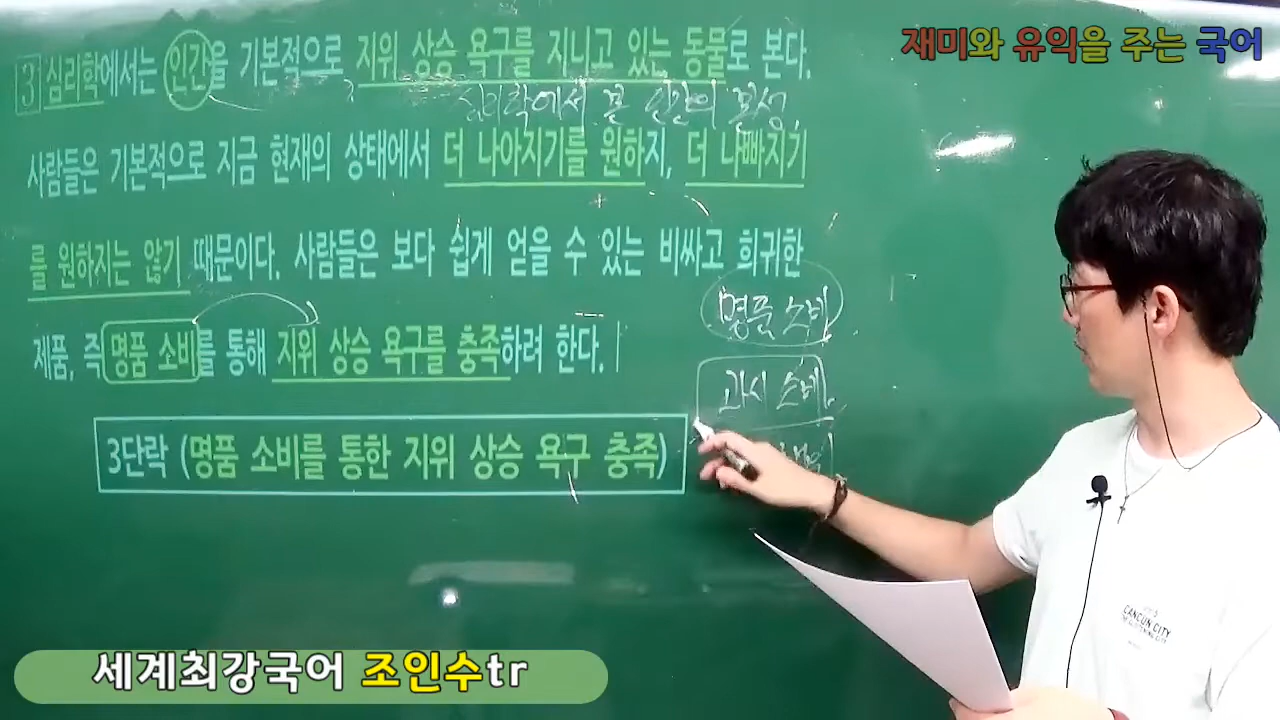 재미와 유익을 주는 국어
3 심리학에서는 인간을 기본적으로 지위 상승 욕구를 지니고 있는 동물로 본다.
심리학에서 본 인간의 본성
사람들은 기본적으로 지금 현재의 상태에서 더 나아지기를 원하지, 더 나빠지기
를 원하지는 않기 때문이다. 사람들은 보다 쉽게 얻을 수 있는 비싸고 희귀한
명품 소비
제품, 즉 명품 소비를 통해 지위 상승 욕구를 충족하려 한다.
과시 소비
3단락 (명품 소비를 통한 지위 상승 욕구 충족)
CANCUN CITY
세계최강국어 조인수tr